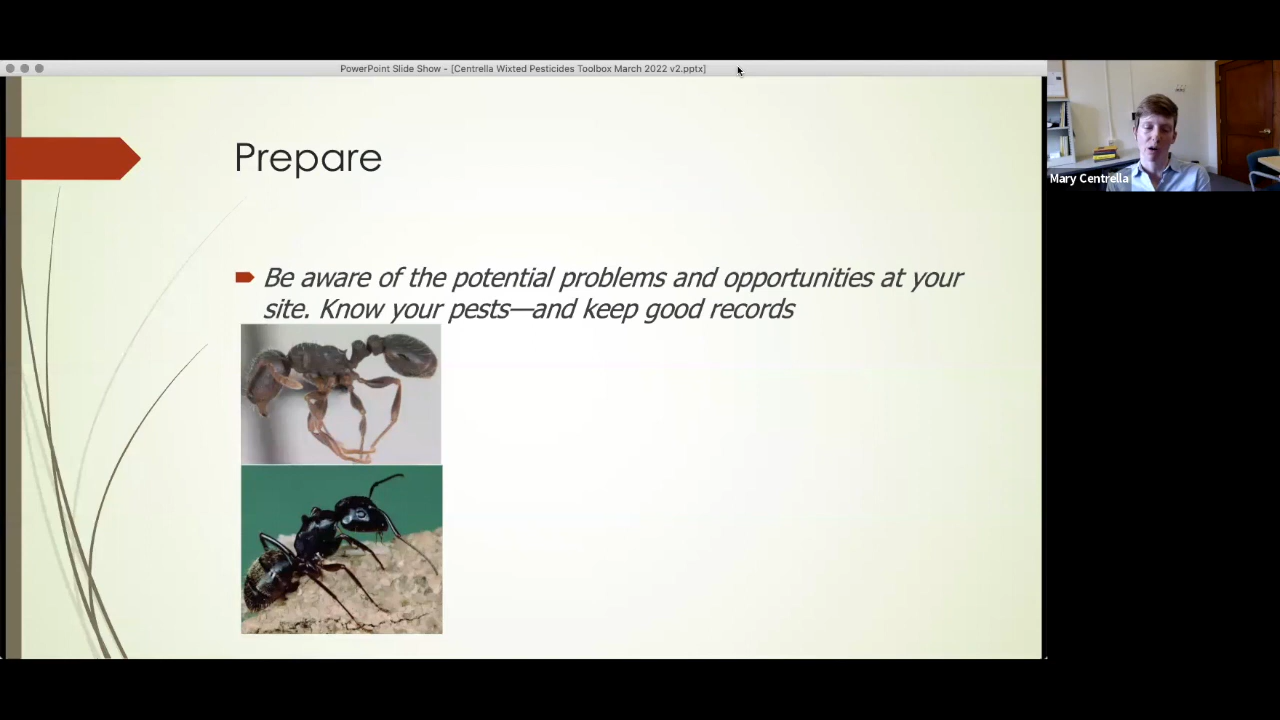 PowerPoint Slide Show - [Centrella Wixted Pesticides Toolbox March 2022 v2.pptx]
Prepare
Be aware of the potential problems and opportunities at your
site. Know your pests—and keep good records
Mary Centrella